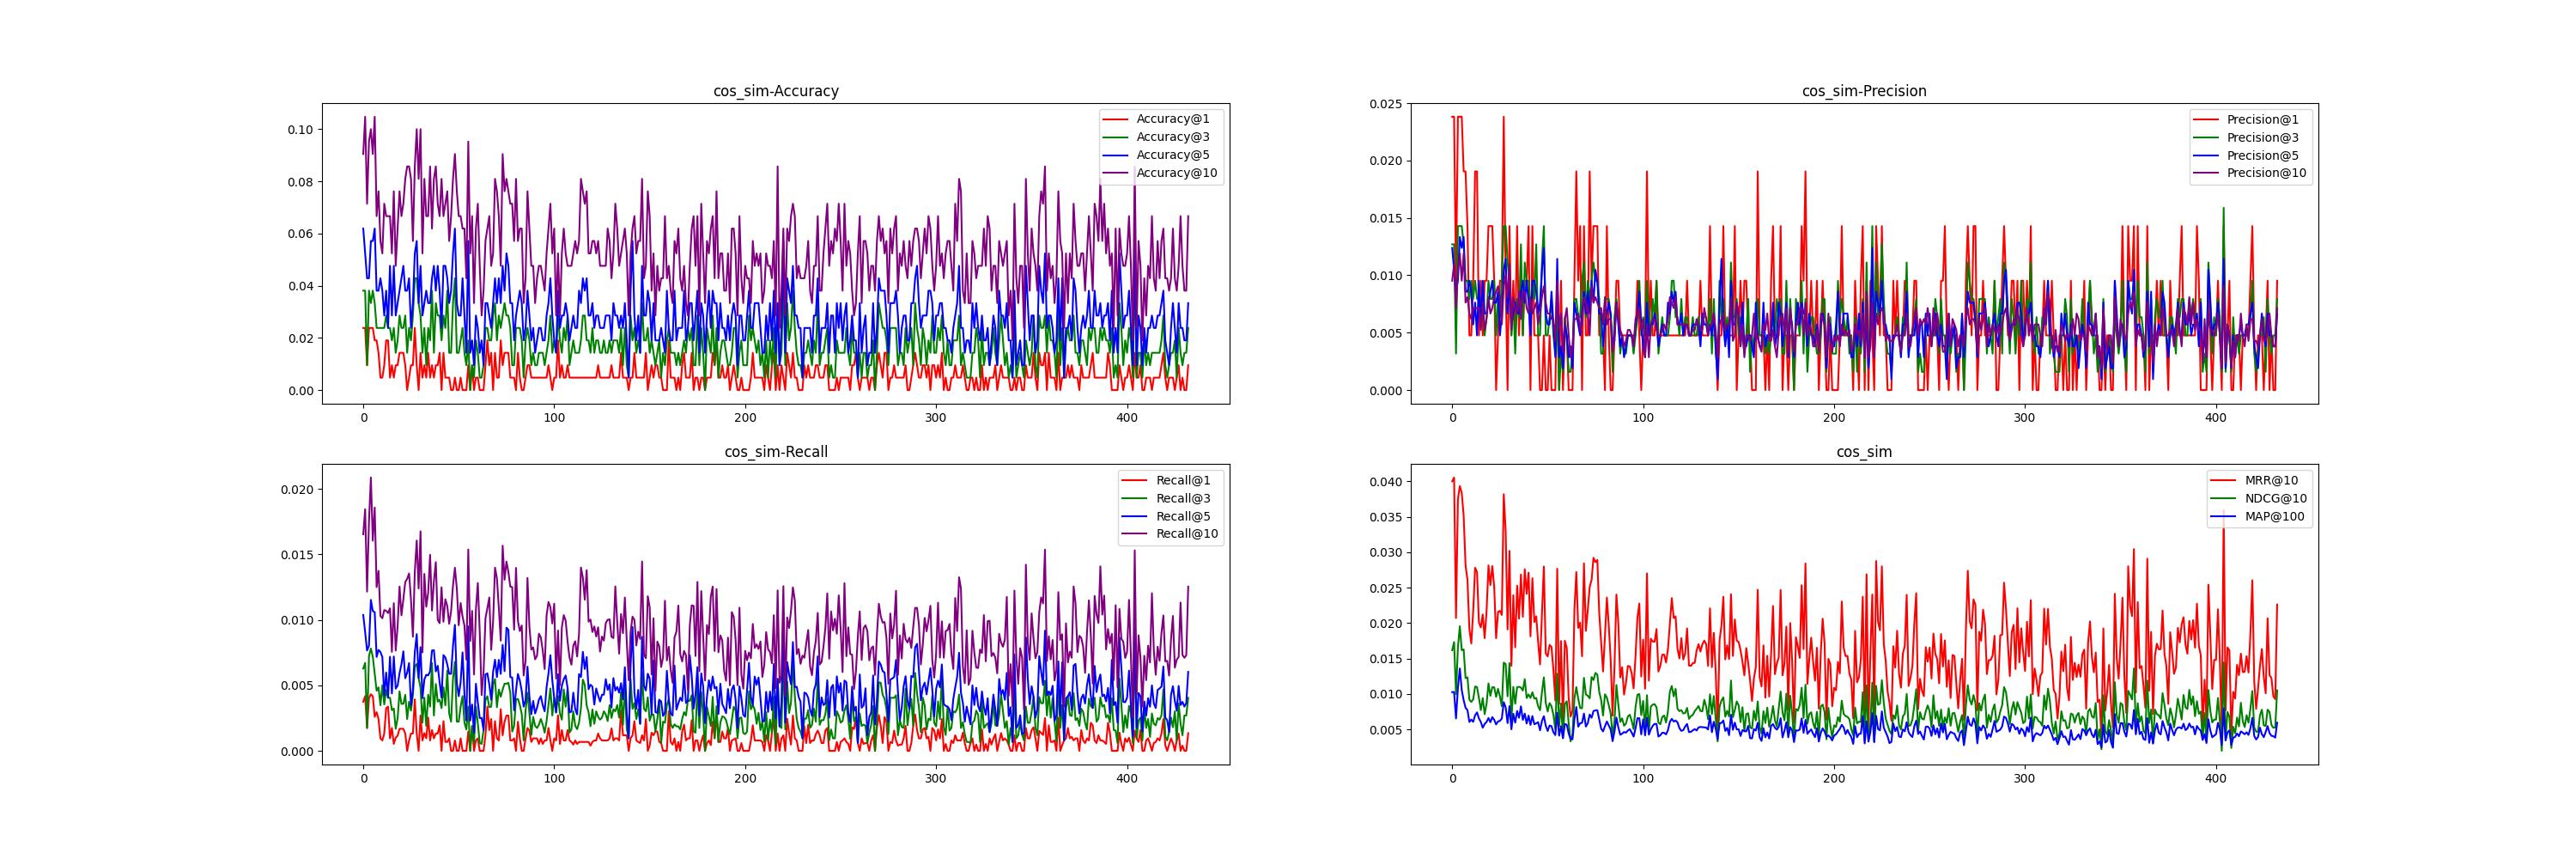 cos_sim-Accuracy
0.10
0.08
0.06
0.04
0.02
0.00
0
100
200
300
400
Accuracy@1
Accuracy@3
Accuracy@5
Accuracy@10
cos_sim-Precision
0.025
0.020
0.015
0.010
0.005
0.000
0
100
200
300
400
Precision@1
Precision@3
Precision@5
Precision@10
cos_sim-Recall
0.020
0.015
0.010
0.005
0.000
0
100
200
300
400
Recall@1
Recall@3
Recall@5
Recall@10
cos_sim
0.040
0.035
0.030
0.025
0.020
0.015
0.010
0.005
0
100
200
300
400
MRR@10
NDCG@10
MAP@100